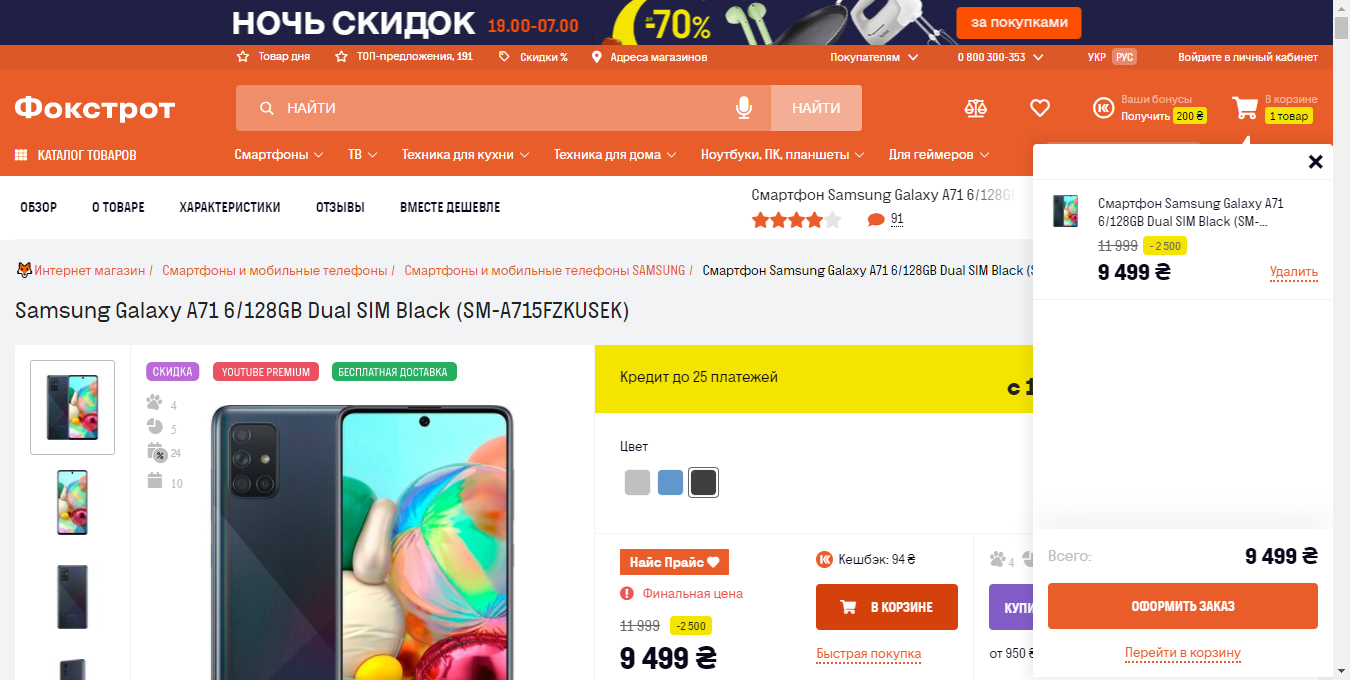 НОЧЬ СКИДОК 19.00-07.00 до -70% за покупками
Товар дня ТОП-предложения, 191 Скидки % Адреса магазинов Покупателям 0 800 300-353 УКР РУС Войдите в личный кабинет
Фокстрот НАЙТИ НАЙТИ
Ваши бонусы
Получить 200 ₴
В корзине
1 товар
КАТАЛОГ ТОВАРОВ Смартфоны ТВ Техника для кухни Техника для дома Ноутбуки, ПК, планшеты Для геймеров
ОБЗОР О ТОВАРЕ ХАРАКТЕРИСТИКИ ОТЗЫВЫ ВМЕСТЕ ДЕШЕВЛЕ
Смартфон Samsung Galaxy A71 6/128G
91
Интернет магазин / Смартфоны и мобильные телефоны / Смартфоны и мобильные телефоны SAMSUNG / Смартфон Samsung Galaxy A71 6/128GB Dual SIM Black (
Samsung Galaxy A71 6/128GB Dual SIM Black (SM-A715FZKUSEK)
СКИДКА YOUTUBE PREMIUM БЕСПЛАТНАЯ ДОСТАВКА
4
5
% 24
10
Кредит до 25 платежей
с 1
Цвет
Найс Прайс
Финальная цена
11 999 -2 500
9 499 ₴
Кешбэк: 94 ₴
В КОРЗИНЕ
Быстрая покупка
4
КУПИ
от 950 ₴
Смартфон Samsung Galaxy A71
6/128GB Dual SIM Black (SM-...
11 999 - 2 500
9 499 ₴ Удалить
Всего: 9 499 ₴
ОФОРМИТЬ ЗАКАЗ
Перейти в корзину